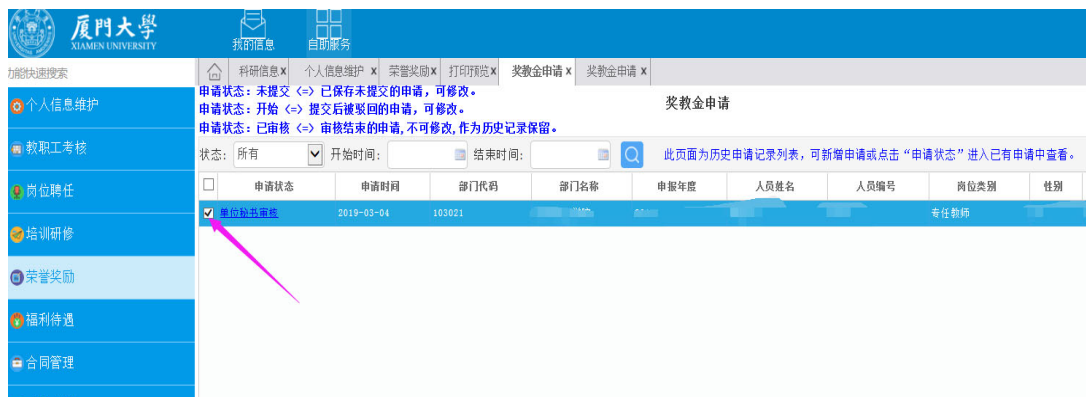 厦門大學
XIAMEN UNIVERSITY
我的信息 自助服务
力能快速搜索
科研信息x 个人信息维护 x 荣誉奖励x 打印预览x 奖教金申请 x 奖教金申请 x
个人信息维护
教职工考核
岗位聘任
培训研修
荣誉奖励
福利待遇
合同管理
申请状态：未提交 <=> 已保存未提交的申请，可修改。
申请状态：开始 <=> 提交后被驳回的申请，可修改。
申请状态：已审核 <=> 审核结束的申请,不可修改,作为历史记录保留。
奖教金申请
状态: 所有 开始时间: 结束时间: 此页面为历史申请记录列表，可新增申请或点击“申请状态”进入已有申请中查看。
申请状态 申请时间 部门代码 部门名称 申报年度 人员姓名 人员编号 岗位类别 性别
单位秘书审核 2019-03-04 103021 专任教师